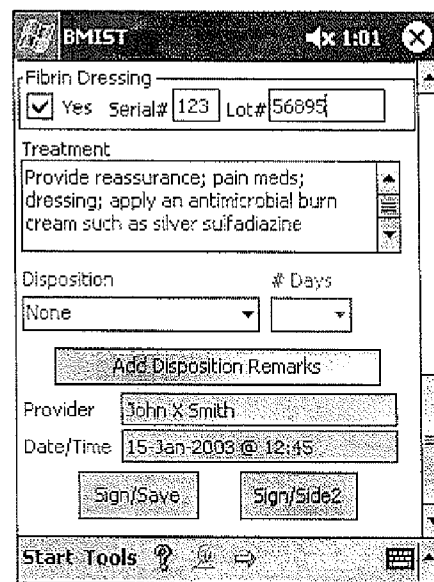 BMIST 1:01
Fibrin Dressing
Yes Serial# 123 Lot# 56895
Treatment
Provide reassurance; pain meds;
dressing; apply an antimicrobial burn
cream such as silver sulfadiazine
Disposition # Days
None
Add Disposition Remarks
Provider John X Smith
Date/Time 15-Jan-2003 @ 12:45
Sign/Save Sign/Side2
Start Tools ?